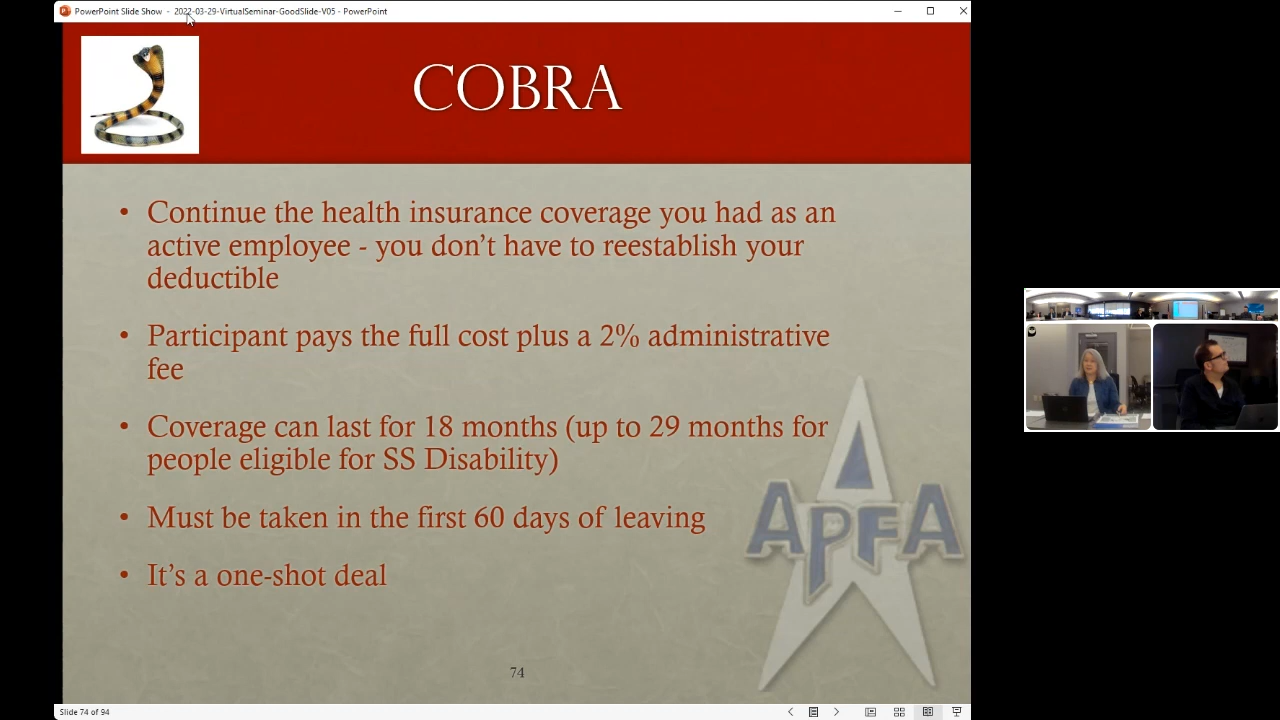 PowerPoint Slide Show - 2022-03-29-VirtualSeminar-GoodSlide-V05 - PowerPoint
COBRA
• Continue the health insurance coverage you had as an
active employee - you don't have to reestablish your
deductible
• Participant pays the full cost plus a 2% administrative
fee
• Coverage can last for 18 months (up to 29 months for
people eligible for SS Disability)
• Must be taken in the first 60 days of leaving
• It's a one-shot deal
APFA
74
Slide 74 of 94